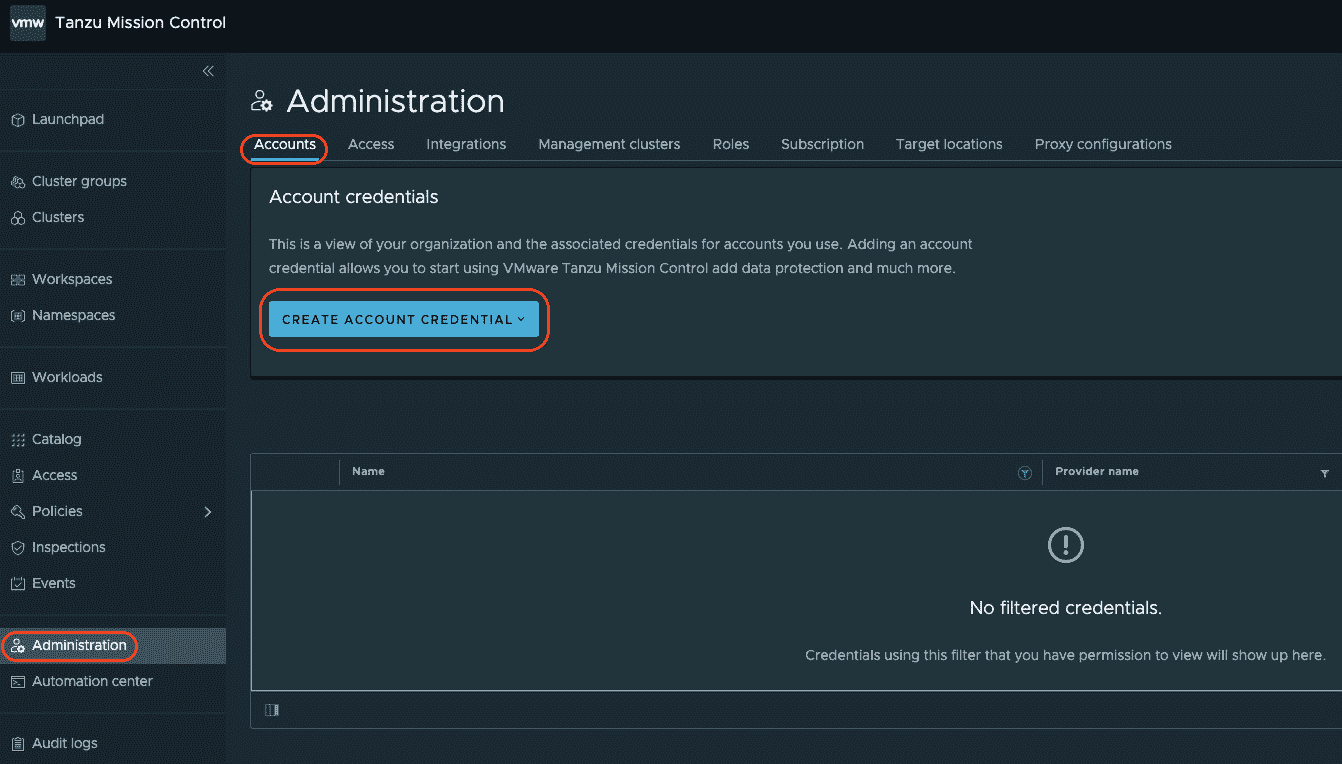 vmw Tanzu Mission Control
Launchpad
Cluster groups
Clusters
Workspaces
Namespaces
Workloads
Catalog
Access
Policies
Inspections
Events
Administration
Automation center
Audit logs
Administration
Accounts Access Integrations Management clusters Roles Subscription Target locations Proxy configurations
Account credentials
This is a view of your organization and the associated credentials for accounts you use. Adding an account
credential allows you to start using VMware Tanzu Mission Control add data protection and much more.
CREATE ACCOUNT CREDENTIAL
Name Provider name
No filtered credentials.
Credentials using this filter that you have permission to view will show up here.